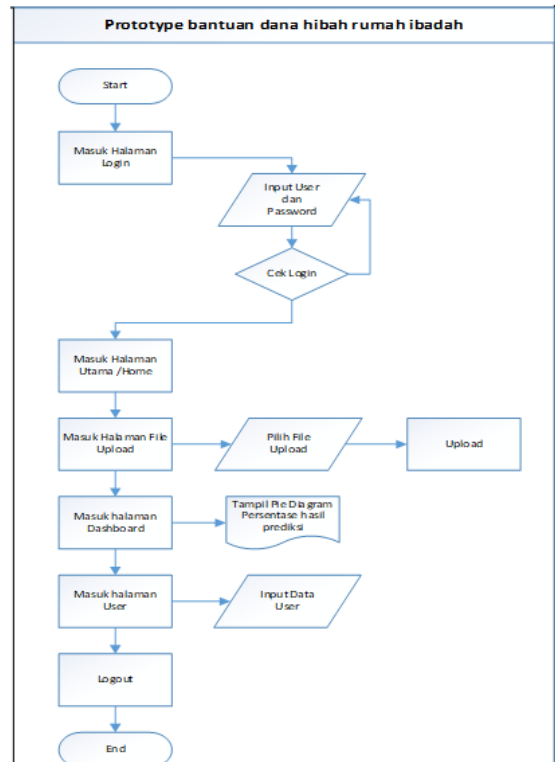 Prototype bantuan dana hibah rumah ibadah
Start
Masuk Halaman
Login
Input User
dan
Password
Cek Login
Masuk Halaman
Utama /Home
Masuk Halaman File
Upload
Pilih File
Upload
Upload
Masuk halaman
Dashboard
Tampil Pie Diagram
Persentase hasil
prediksi
Masuk halaman
User
Input Data
User
Logout
End